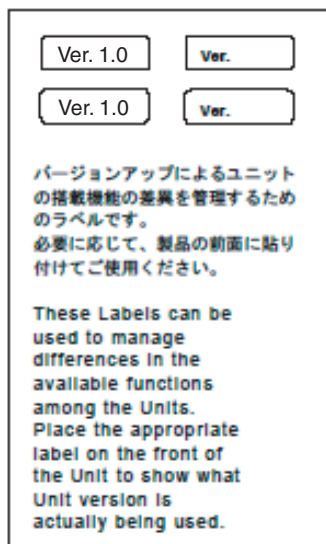 Ver. 1.0 Ver.
Ver. 1.0 Ver.
バージョンアップによるユニット
の搭載機能の差異を管理するため
のラベルです。
必要に応じて、製品の前面に貼り
付けてご使用ください。
These Labels can be
used to manage
differences in the
available functions
among the Units.
Place the appropriate
label on the front of
the Unit to show what
Unit version is
actually being used.